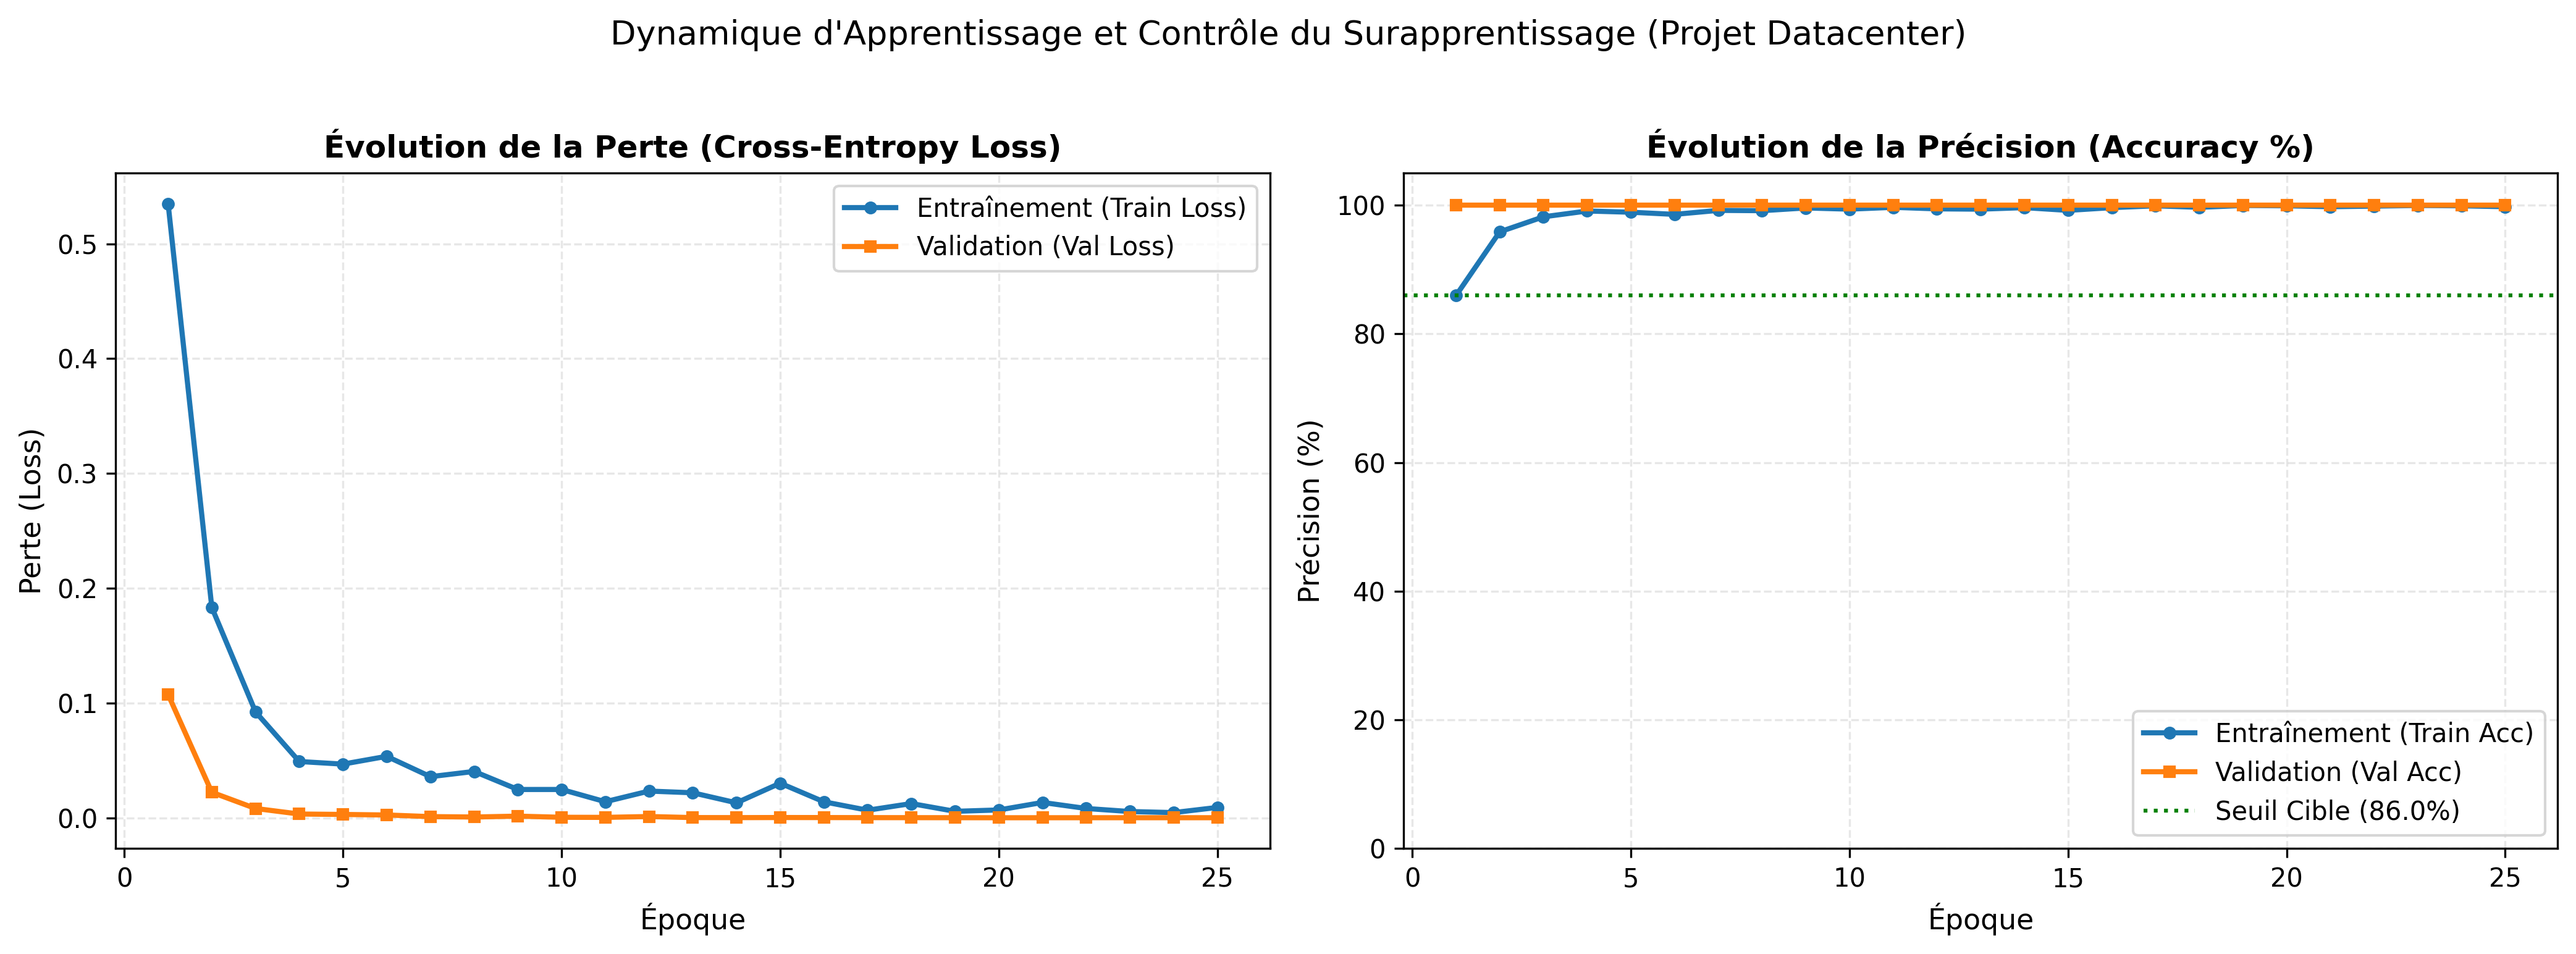 Dynamique d'Apprentissage et Contrôle du Surapprentissage (Projet Datacenter)
Évolution de la Perte (Cross-Entropy Loss)
Perte (Loss)
0.5
0.4
0.3
0.2
0.1
0.0
Entraînement (Train Loss)
Validation (Val Loss)
0 5 10 15 20 25
Époque
Évolution de la Précision (Accuracy %)
Précision (%)
100
80
60
40
20
0
Entraînement (Train Acc)
Validation (Val Acc)
Seuil Cible (86.0%)
0 5 10 15 20 25
Époque